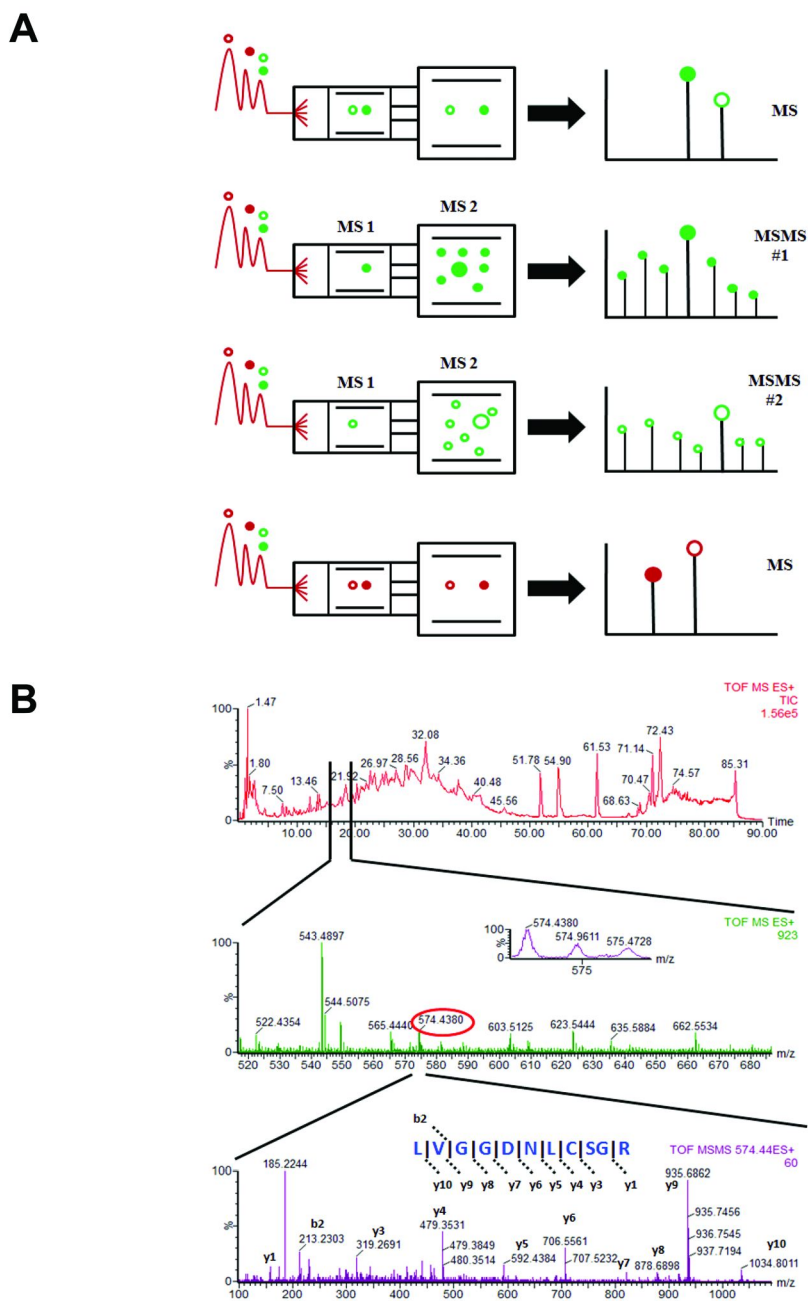 A
MS
MS 1
MS 2
MSMS
#1
MS 1
MS 2
MSMS
#2
MS
B
TOF MS ES+
TIC
1.56e5
100
%
0
1.47
1.80
7.50
13.46
21.92
26.97
28.56
32.08
34.36
40.48
45.56
51.78
54.90
61.53
68.63
70.47
71.14
72.43
74.57
85.31
10.00 20.00 30.00 40.00 50.00 60.00 70.00 80.00 90.00
Time
TOF MS ES+
923
100
%
0
522.4354
543.4897
544.5075
565.4440
574.4380
603.5125
623.5444
635.5884
662.5534
100
%
0
574.4380
574.9611
575.4728
575
m/z
520 530 540 550 560 570 580 590 600 610 620 630 640 650 660 670 680
m/z
b2
L V G G D N L C S G R
y10 y9 y8 y7 y6 y5 y4 y3 y1
TOF MSMS 574.44ES+
60
100
%
0
y1
185.2244
b2
213.2303
y3
319.2691
y4
479.3531
479.3849
480.3514
y5
592.4384
y6
706.5561
707.5232
y7
y8
878.6898
y9
935.6862
935.7456
936.7545
937.7194
y10
1034.8011
100 200 300 400 500 600 700 800 900 1000
m/z